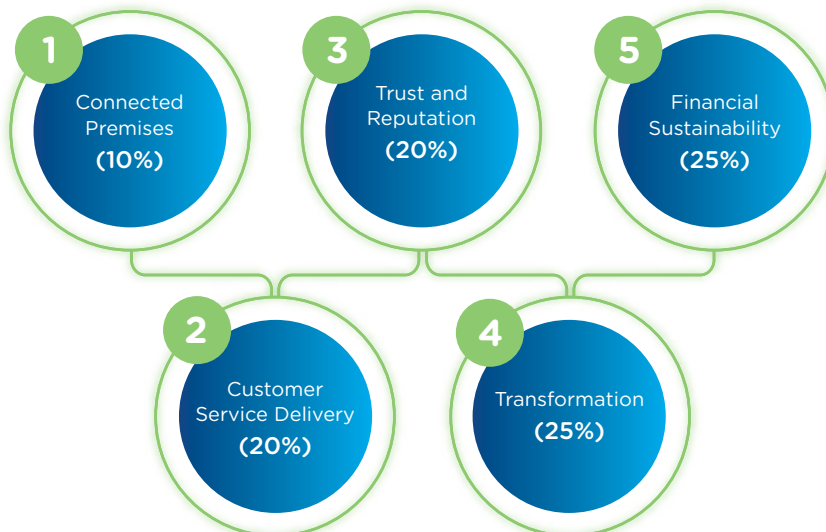 1
Connected
Premises
(10%)
3
Trust and
Reputation
(20%)
5
Financial
Sustainability
(25%)
2
Customer
Service Delivery
(20%)
4
Transformation
(25%)